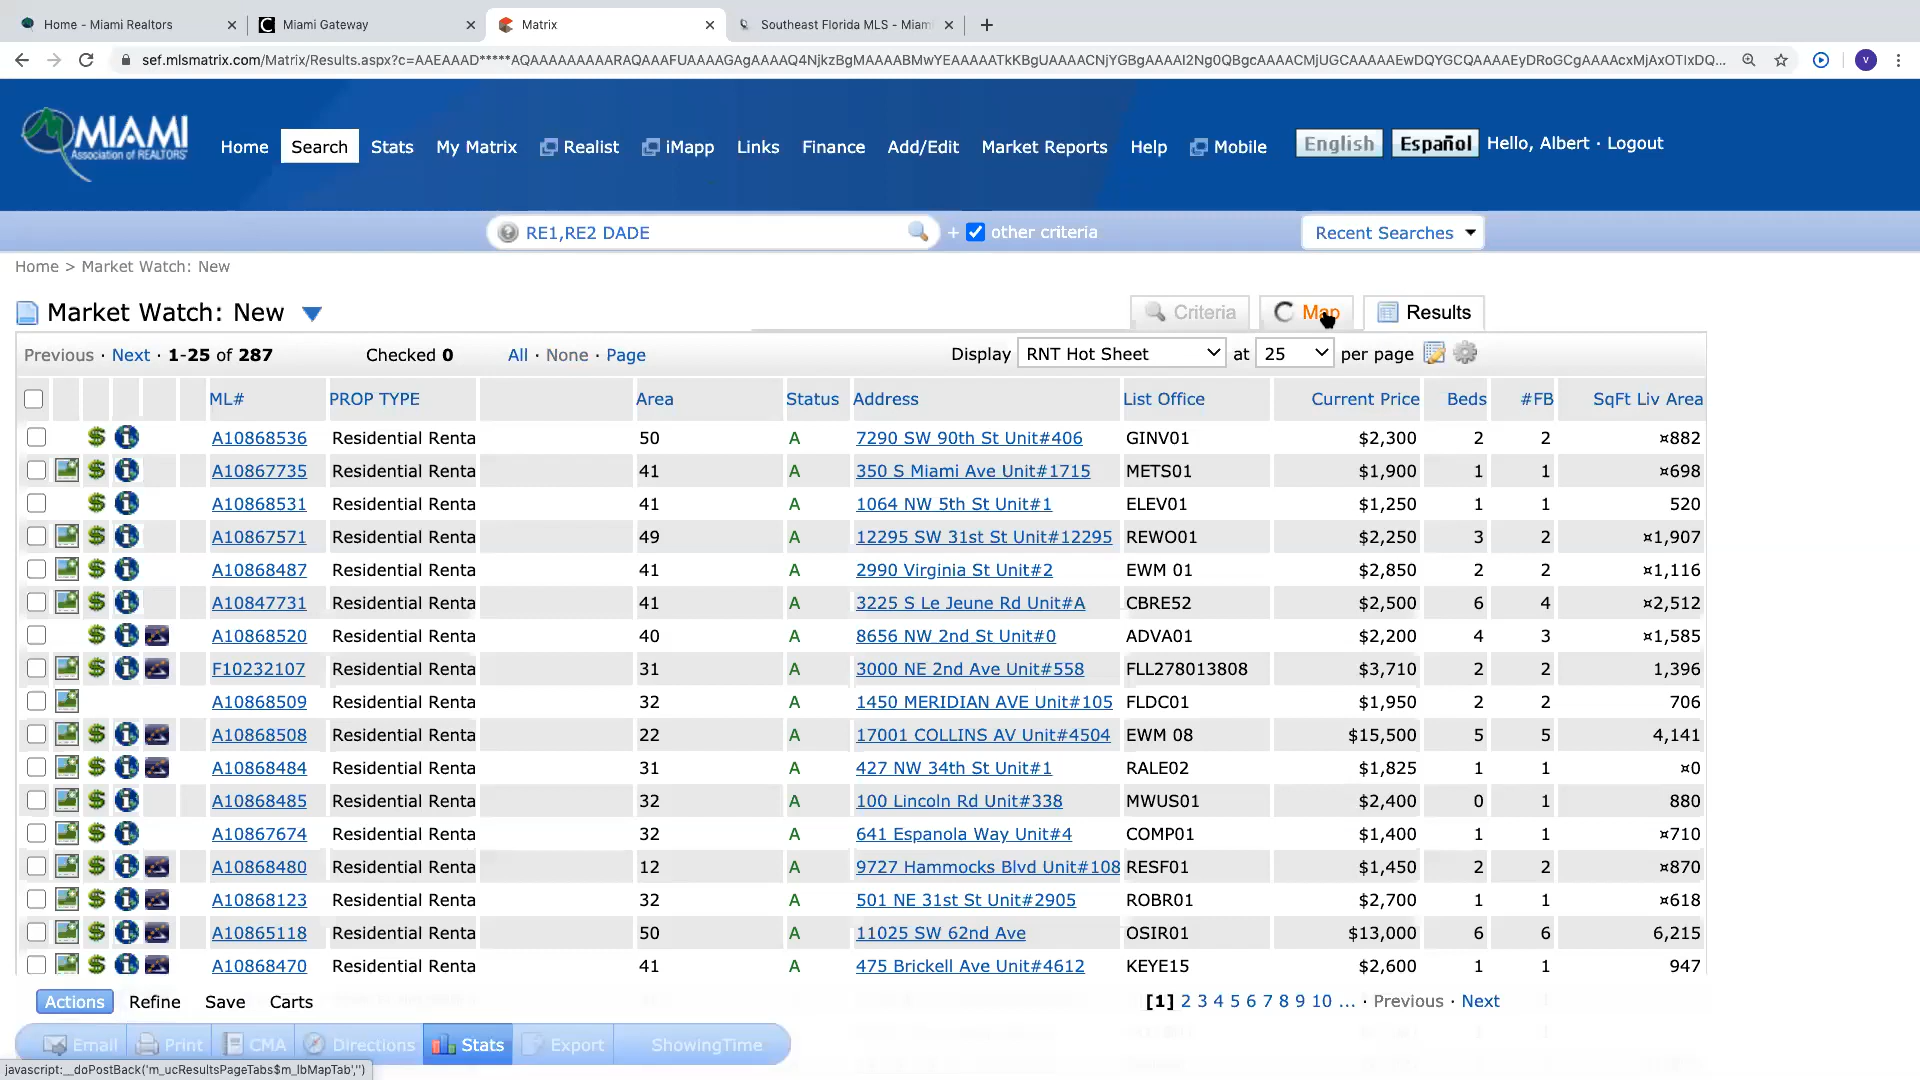 Home - Miami Realtors
Miami Gateway
Matrix
Southeast Florida MLS - Miam
sef.mlsmatrix.com/Matrix/Results.aspx?c=
MIAMI
Association of REALTORS®
Home Search Stats My Matrix Realist iMapp Links Finance Add/Edit Market Reports Help Mobile English Español Hello, Albert · Logout
RE1,RE2 DADE + other criteria Recent Searches
Home > Market Watch: New
Market Watch: New Criteria Map Results
Previous · Next · 1-25 of 287 Checked 0 All · None · Page Display RNT Hot Sheet at 25 per page
ML# PROP TYPE Area Status Address List Office Current Price Beds #FB SqFt Liv Area
A10868536 Residential Renta 50 A 7290 SW 90th St Unit#406 GINV01 $2,300 2 2 ¤882
A10867735 Residential Renta 41 A 350 S Miami Ave Unit#1715 METS01 $1,900 1 1 ¤698
A10868531 Residential Renta 41 A 1064 NW 5th St Unit#1 ELEV01 $1,250 1 1 520
A10867571 Residential Renta 49 A 12295 SW 31st St Unit#12295 REWO01 $2,250 3 2 ¤1,907
A10868487 Residential Renta 41 A 2990 Virginia St Unit#2 EWM 01 $2,850 2 2 ¤1,116
A10847731 Residential Renta 41 A 3225 S Le Jeune Rd Unit#A CBRE52 $2,500 6 4 ¤2,512
A10868520 Residential Renta 40 A 8656 NW 2nd St Unit#0 ADVA01 $2,200 4 3 ¤1,585
F10232107 Residential Renta 31 A 3000 NE 2nd Ave Unit#558 FLL278013808 $3,710 2 2 1,396
A10868509 Residential Renta 32 A 1450 MERIDIAN AVE Unit#105 FLDC01 $1,950 2 2 706
A10868508 Residential Renta 22 A 17001 COLLINS AV Unit#4504 EWM 08 $15,500 5 5 4,141
A10868484 Residential Renta 31 A 427 NW 34th St Unit#1 RALE02 $1,825 1 1 ¤0
A10868485 Residential Renta 32 A 100 Lincoln Rd Unit#338 MWUS01 $2,400 0 1 880
A10867674 Residential Renta 32 A 641 Espanola Way Unit#4 COMP01 $1,400 1 1 ¤710
A10868480 Residential Renta 12 A 9727 Hammocks Blvd Unit#108 RESF01 $1,450 2 2 ¤870
A10868123 Residential Renta 32 A 501 NE 31st St Unit#2905 ROBR01 $2,700 1 1 ¤618
A10865118 Residential Renta 50 A 11025 SW 62nd Ave OSIR01 $13,000 6 6 6,215
A10868470 Residential Renta 41 A 475 Brickell Ave Unit#4612 KEYE15 $2,600 1 1 947
Actions Refine Save Carts [1] 2 3 4 5 6 7 8 9 10 ... · Previous · Next
Email Print CMA Directions Stats Export ShowingTime
javascript:__doPostBack('m_ucResultsPageTabs$m_lbMapTab','')